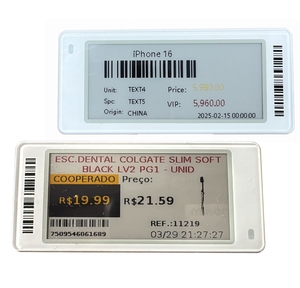 iPhone 16
Unit: TEXT4 Price:
Spc: TEXT5 VIP: 5,960.00
Origin: CHINA
2025-02-15 00:00:00
ESC.DENTAL COLGATE SLIM SOFT
BLACK LV2 PG1 - UNID
COOPERADO Preço:
R$19.99 R$21.59
REF.:11219
7509546061689 03/29 21:27:27